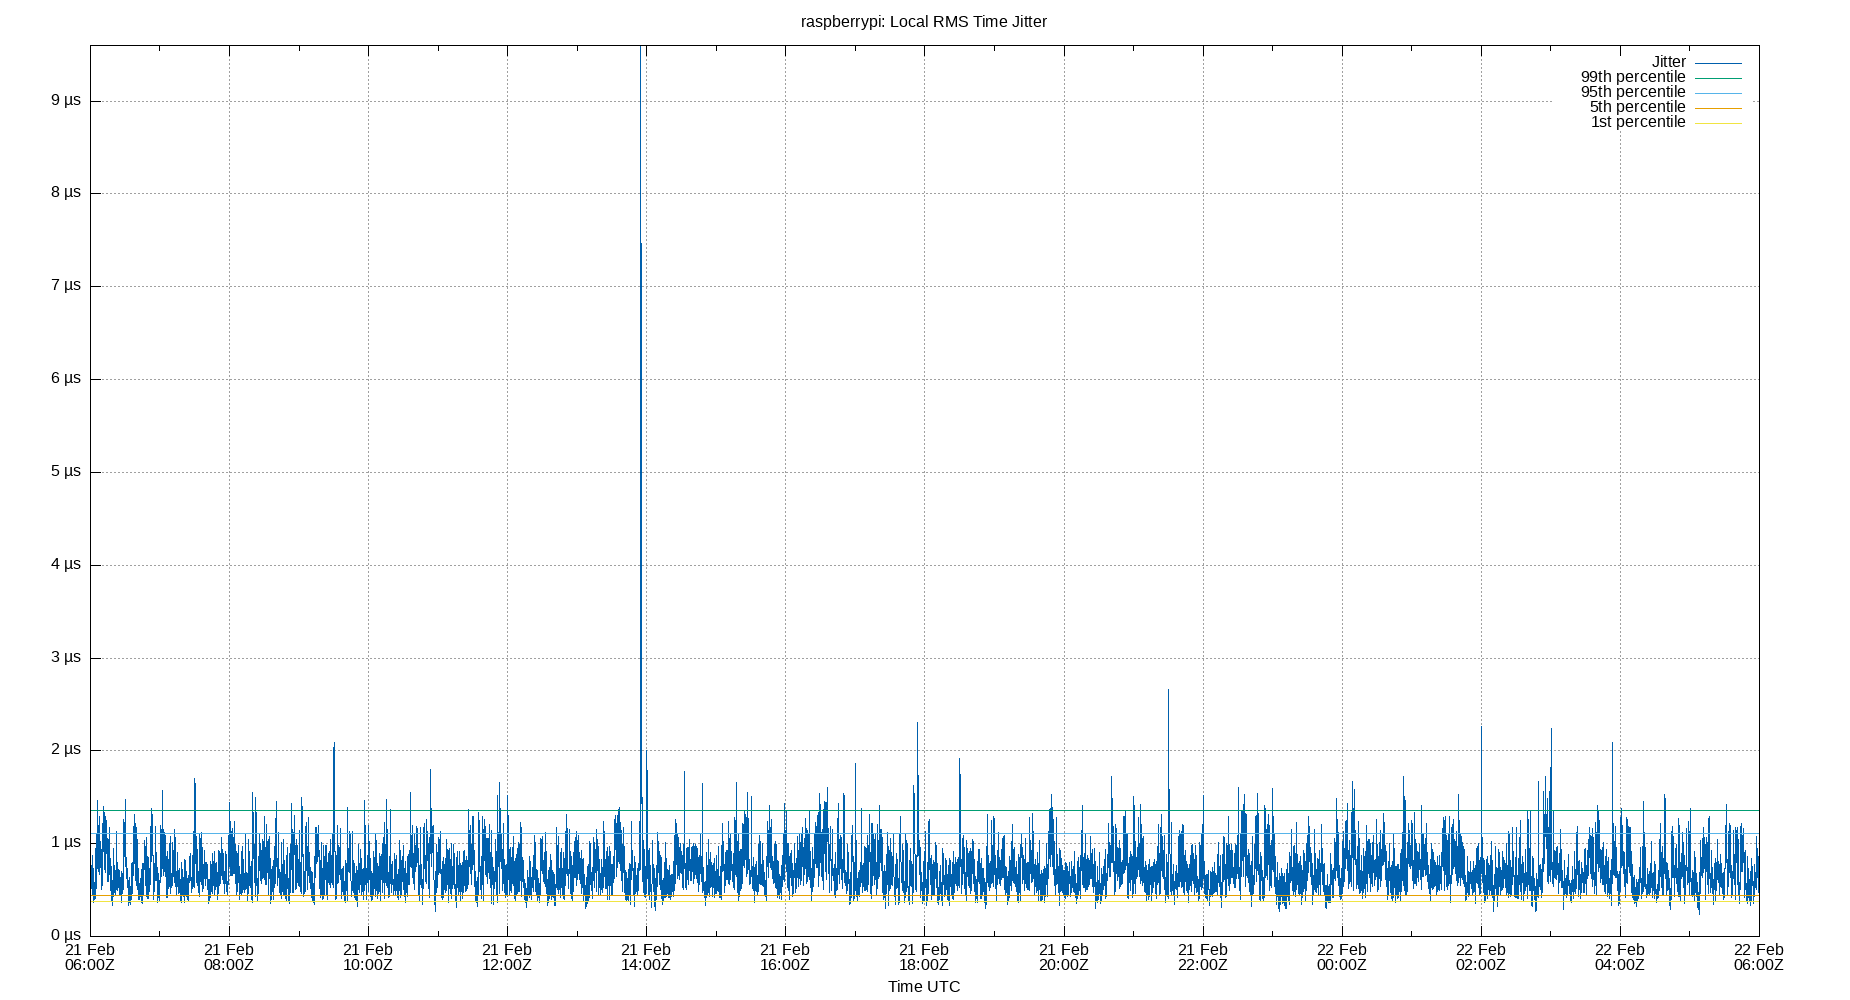 raspberrypi: Local RMS Time Jitter
Jitter
99th percentile
95th percentile
5th percentile
1st percentile
9 µs
8 µs
7 µs
6 µs
5 µs
4 µs
3 µs
2 µs
1 µs
0 µs
21 Feb 21 Feb 21 Feb 21 Feb 21 Feb 21 Feb 21 Feb 21 Feb 21 Feb 22 Feb 22 Feb 22 Feb 22 Feb
06:00Z 08:00Z 10:00Z 12:00Z 14:00Z 16:00Z 18:00Z 20:00Z 22:00Z 00:00Z 02:00Z 04:00Z 06:00Z
Time UTC